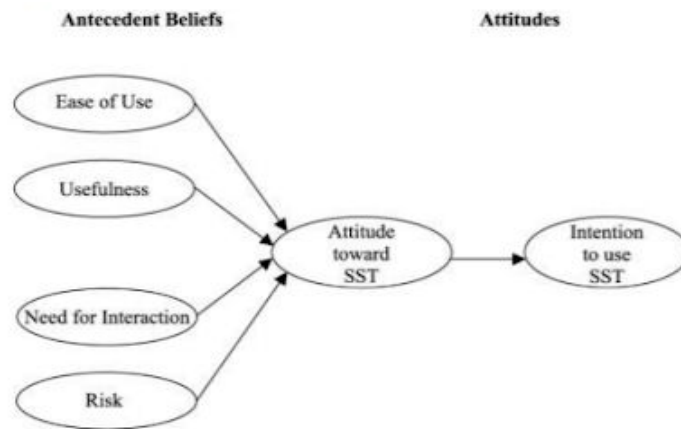 Antecedent Beliefs
Attitudes
Ease of Use
Usefulness
Need for Interaction
Risk
Attitude
toward
SST
Intention
to use
SST